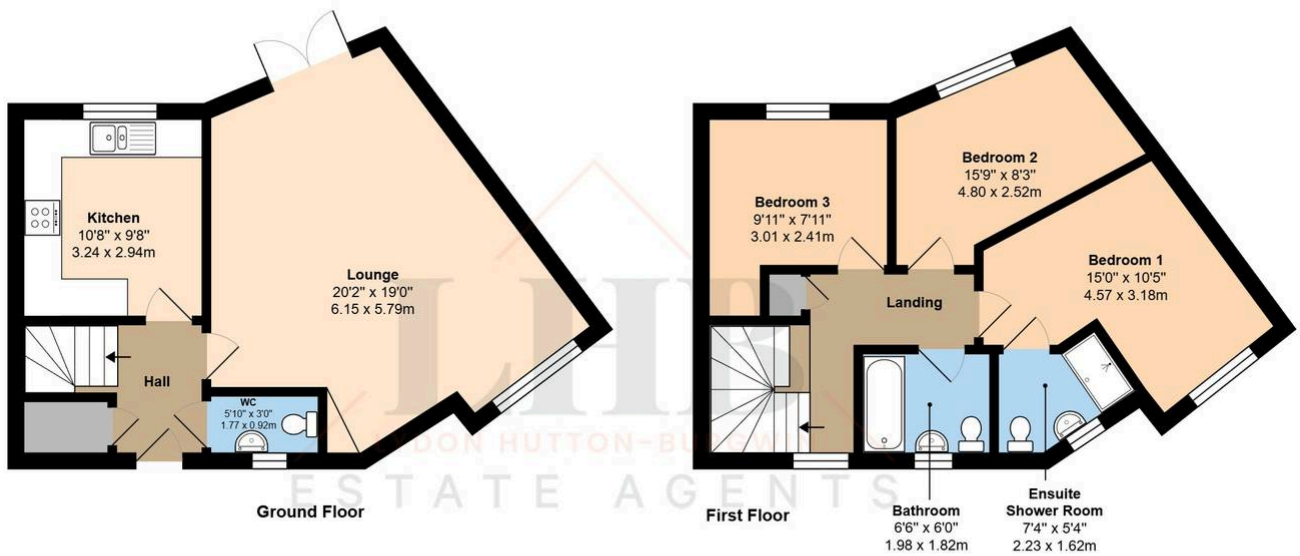 Kitchen
10'8" x 9'8"
3.24 x 2.94m
Lounge
20'2" x 19'0"
6.15 x 5.79m
Hall
WC
5'10" x 3'0"
1.77 x 0.92m
Ground Floor
Bedroom 3
9'11" x 7'11"
3.01 x 2.41m
Bedroom 2
15'9" x 8'3"
4.80 x 2.52m
Bedroom 1
15'0" x 10'5"
4.57 x 3.18m
Landing
First Floor
Bathroom
6'6" x 6'0"
1.98 x 1.82m
Ensuite
Shower Room
7'4" x 5'4"
2.23 x 1.62m
LHB
LYDON HUTTON-BURGWIN
ESTATE AGENTS